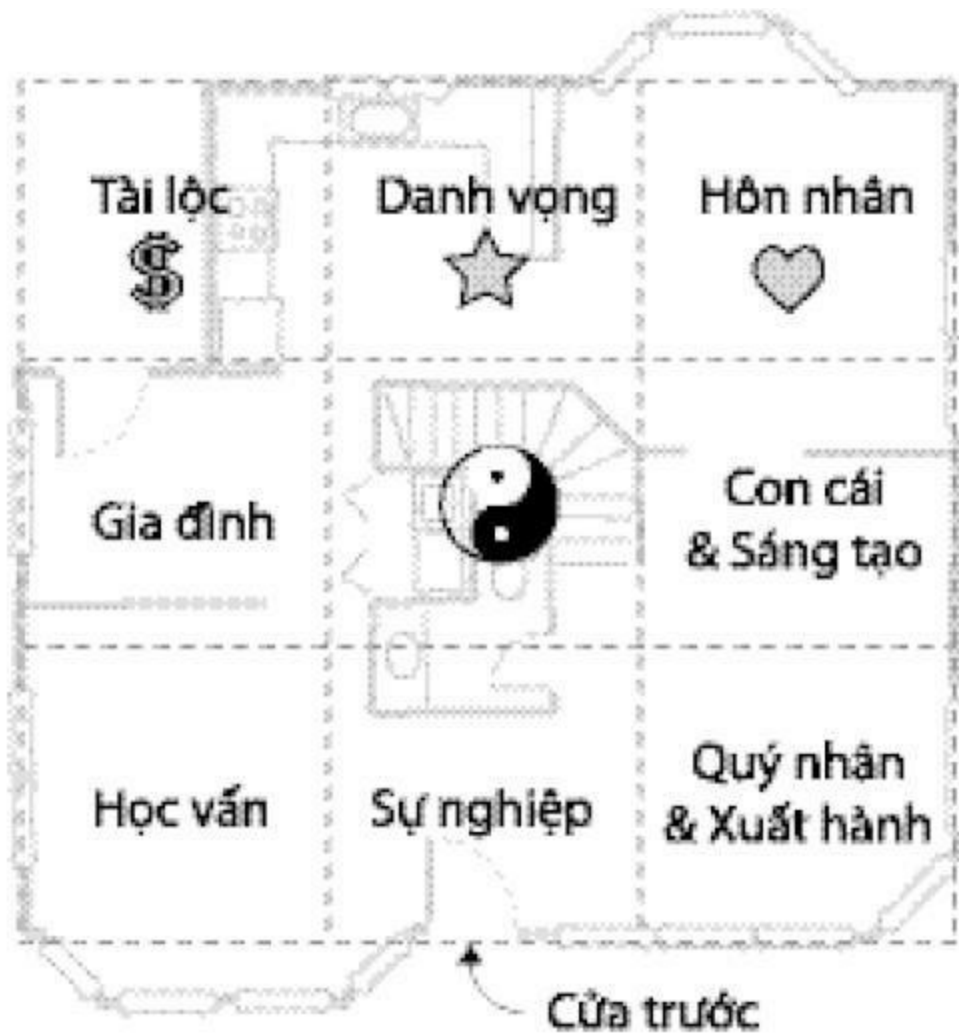 Tài lộc
Danh vọng
Hôn nhân
$
Gia đình
Con cái
& Sáng tạo
Học vấn
Sự nghiệp
Quý nhân
& Xuất hành
Cửa trước